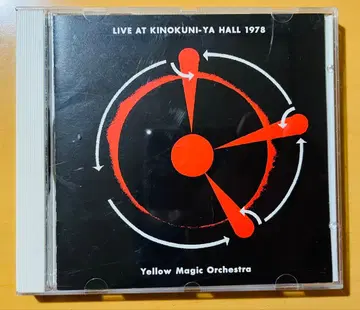 LIVE AT KINOKUNI-YA HALL 1978
Yellow Magic Orchestra